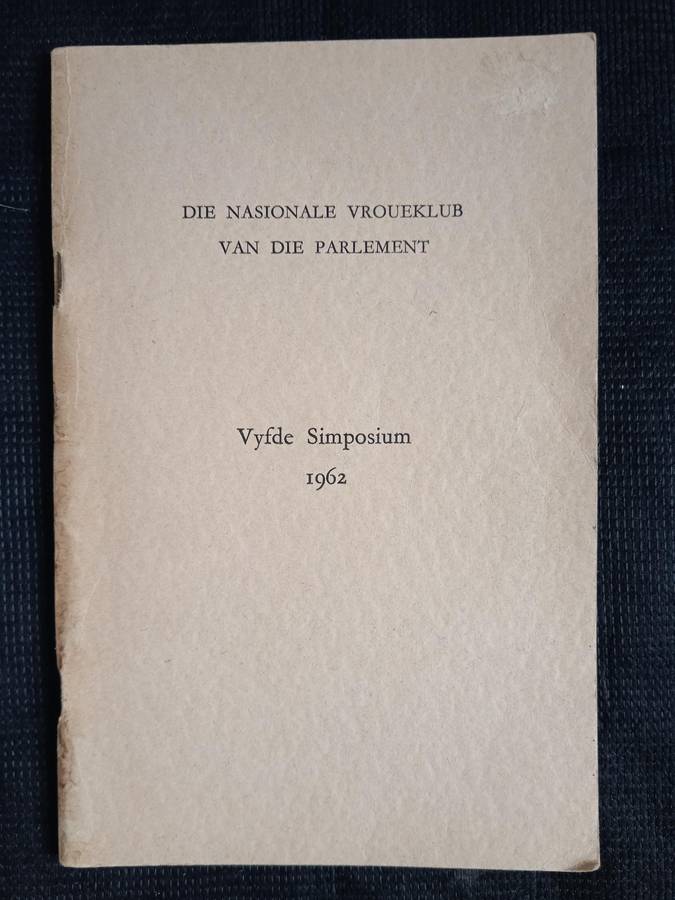 DIE NASIONALE VROUEKLUB
VAN DIE PARLEMENT
Vyfde Simposium
1962